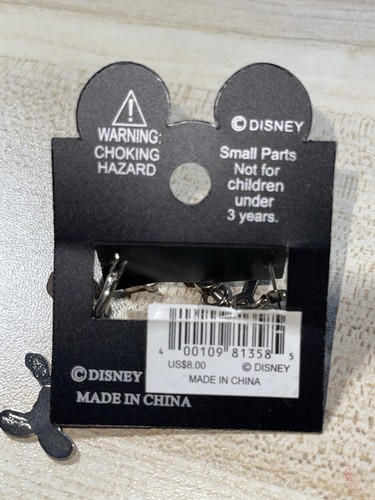 WARNING:
CHOKING
HAZARD
© DISNEY
Small Parts
Not for
children
under
3 years.
4 00109 81358 5
US$8.00 © DISNEY
MADE IN CHINA
© DISNEY
MADE IN CHINA